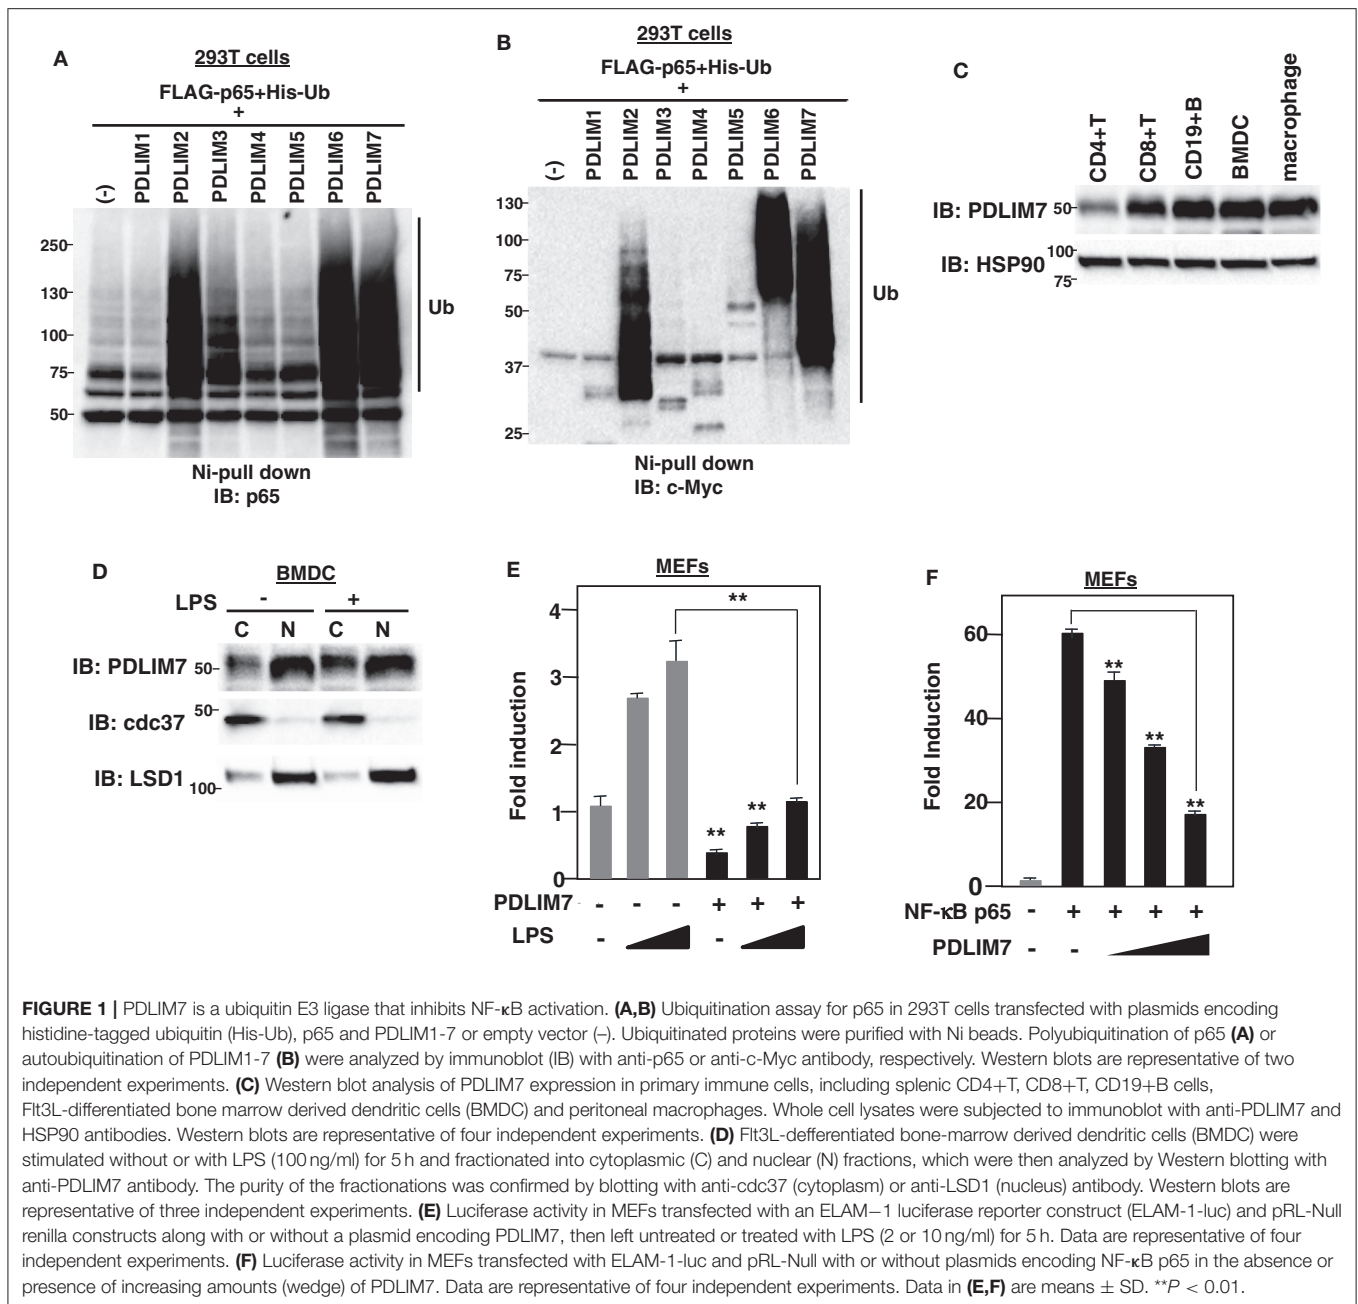 A
293T cells
FLAG-p65+His-Ub
+
(-)
PDLIM1
PDLIM2
PDLIM3
PDLIM4
PDLIM5
PDLIM6
PDLIM7
250
130
100
75
50
Ub
Ni-pull down
IB: p65
B
293T cells
FLAG-p65+His-Ub
+
(-)
PDLIM1
PDLIM2
PDLIM3
PDLIM4
PDLIM5
PDLIM6
PDLIM7
130
100
75
50
37
25
Ub
Ni-pull down
IB: c-Myc
C
CD4+T
CD8+T
CD19+B
BMDC
macrophage
IB: PDLIM7 50
IB: HSP90 100
75
D
BMDC
LPS - +
C N C N
IB: PDLIM7 50
IB: cdc37 50
IB: LSD1 100
E
MEFs
Fold induction
4
3
2
1
0
**
** **
PDLIM7 - - - + + +
LPS - -
F
MEFs
Fold Induction
60
40
20
0
**
**
**
NF-κB p65 - + + + +
PDLIM7 - -
FIGURE 1 | PDLIM7 is a ubiquitin E3 ligase that inhibits NF-κB activation. (A,B) Ubiquitination assay for p65 in 293T cells transfected with plasmids encoding
histidine-tagged ubiquitin (His-Ub), p65 and PDLIM1-7 or empty vector (–). Ubiquitinated proteins were purified with Ni beads. Polyubiquitination of p65 (A) or
autoubiquitination of PDLIM1-7 (B) were analyzed by immunoblot (IB) with anti-p65 or anti-c-Myc antibody, respectively. Western blots are representative of two
independent experiments. (C) Western blot analysis of PDLIM7 expression in primary immune cells, including splenic CD4+T, CD8+T, CD19+B cells,
Flt3L-differentiated bone marrow derived dendritic cells (BMDC) and peritoneal macrophages. Whole cell lysates were subjected to immunoblot with anti-PDLIM7 and
HSP90 antibodies. Western blots are representative of four independent experiments. (D) Flt3L-defferentiated bone-marrow derived dendritic cells (BMDC) were
stimulated without or with LPS (100 ng/ml) for 5 h and fractionated into cytoplasmic (C) and nuclear (N) fractions, which were then analyzed by Western blotting with
anti-PDLIM7 antibody. The purity of the fractionations was confirmed by blotting with anti-cdc37 (cytoplasm) or anti-LSD1 (nucleus) antibody. Western blots are
representative of three independent experiments. (E) Luciferase activity in MEFs transfected with an ELAM−1 luciferase reporter construct (ELAM-1-luc) and pRL-Null
renilla constructs along with or without a plasmid encoding PDLIM7, then left untreated or treated with LPS (2 or 10 ng/ml) for 5 h. Data are representative of four
independent experiments. (F) Luciferase activity in MEFs transfected with ELAM-1-luc and pRL-Null with or without plasmids encoding NF-κB p65 in the absence or
presence of increasing amounts (wedge) of PDLIM7. Data are representative of four independent experiments. Data in (E,F) are means ± SD. **P < 0.01.